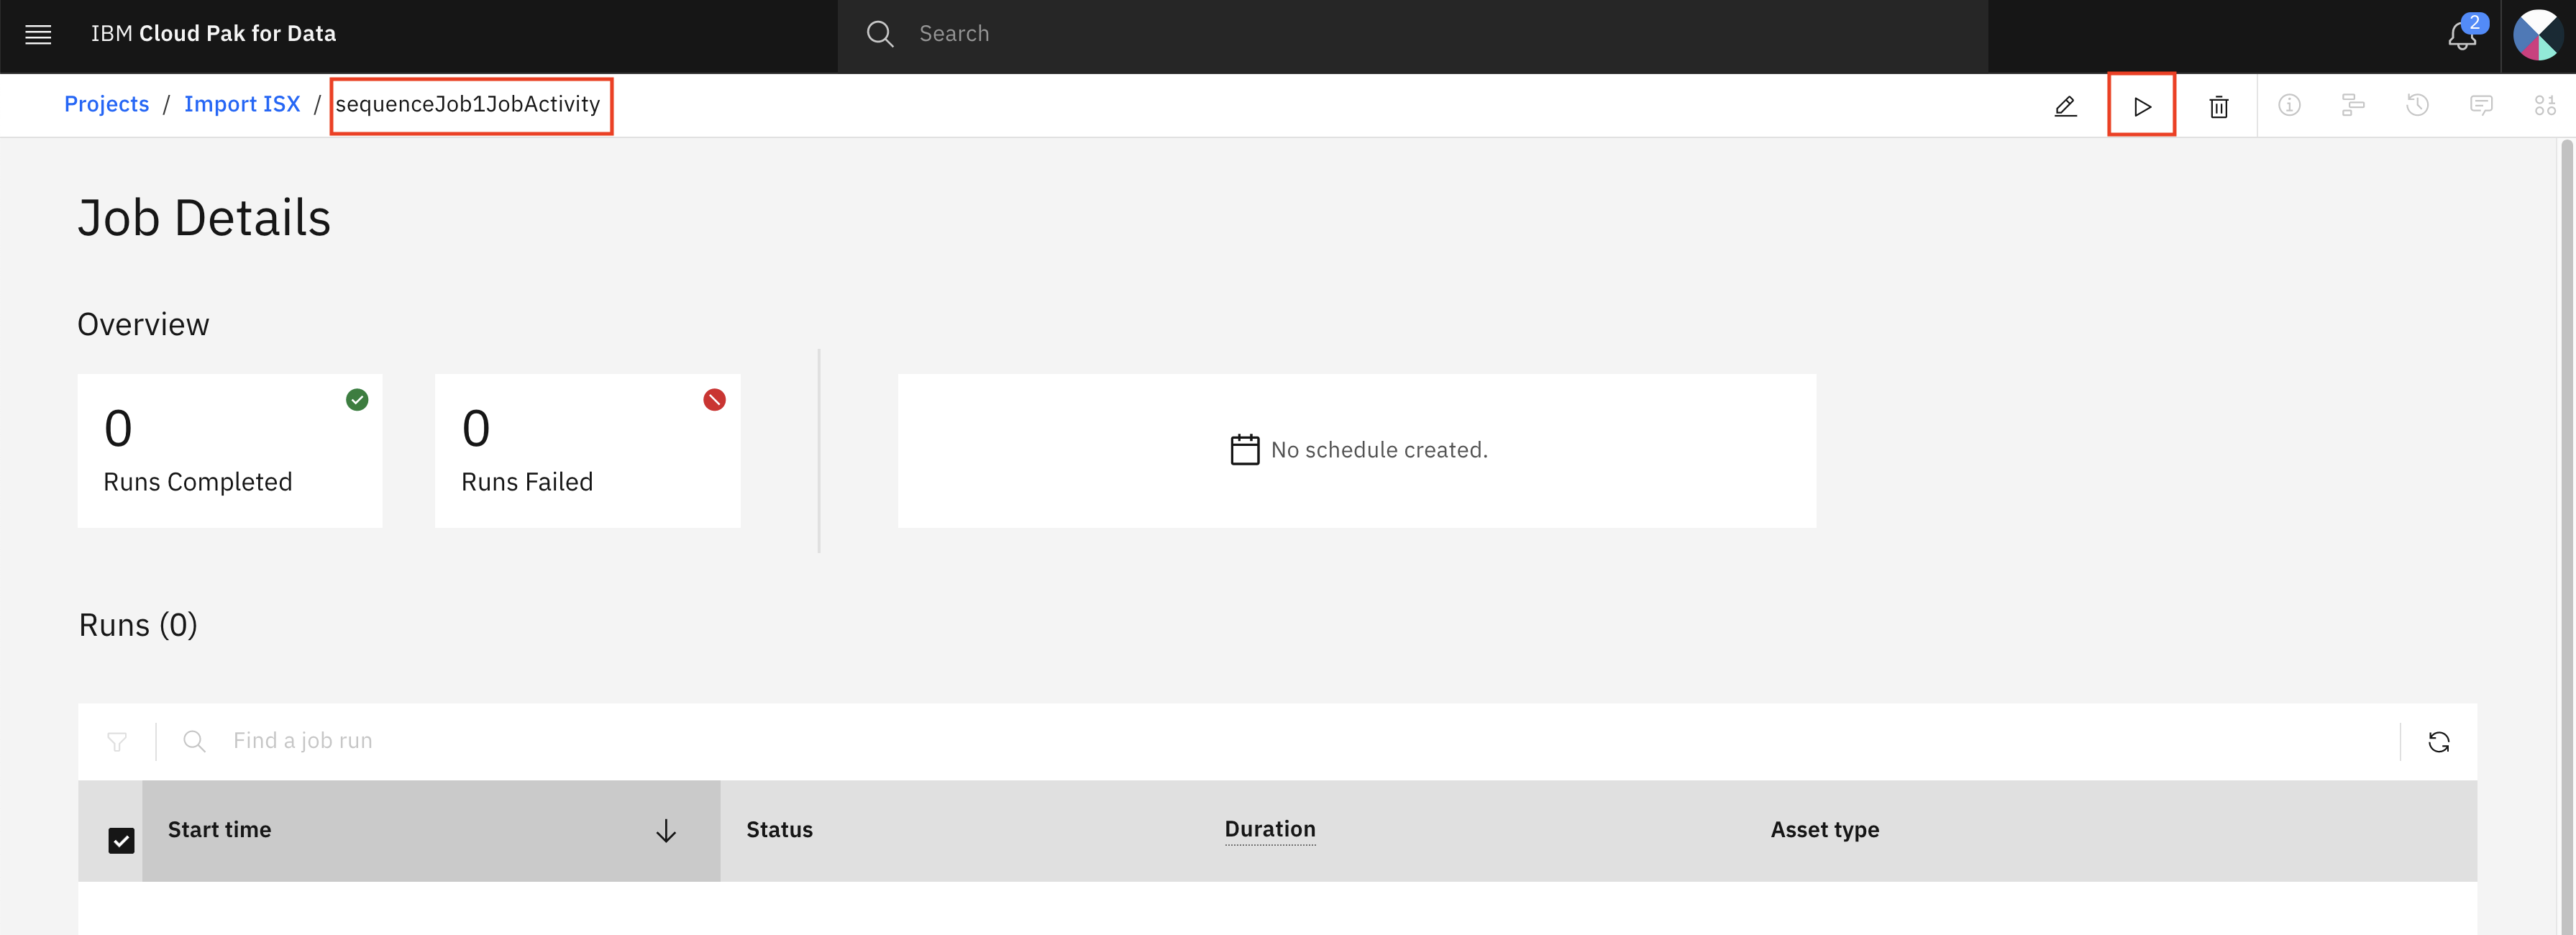 IBM Cloud Pak for Data
Search
2
Projects / Import ISX / sequenceJob1JobActivity
Job Details
Overview
0
Runs Completed
0
Runs Failed
No schedule created.
Runs (0)
Find a job run
Start time
Status
Duration
Asset type